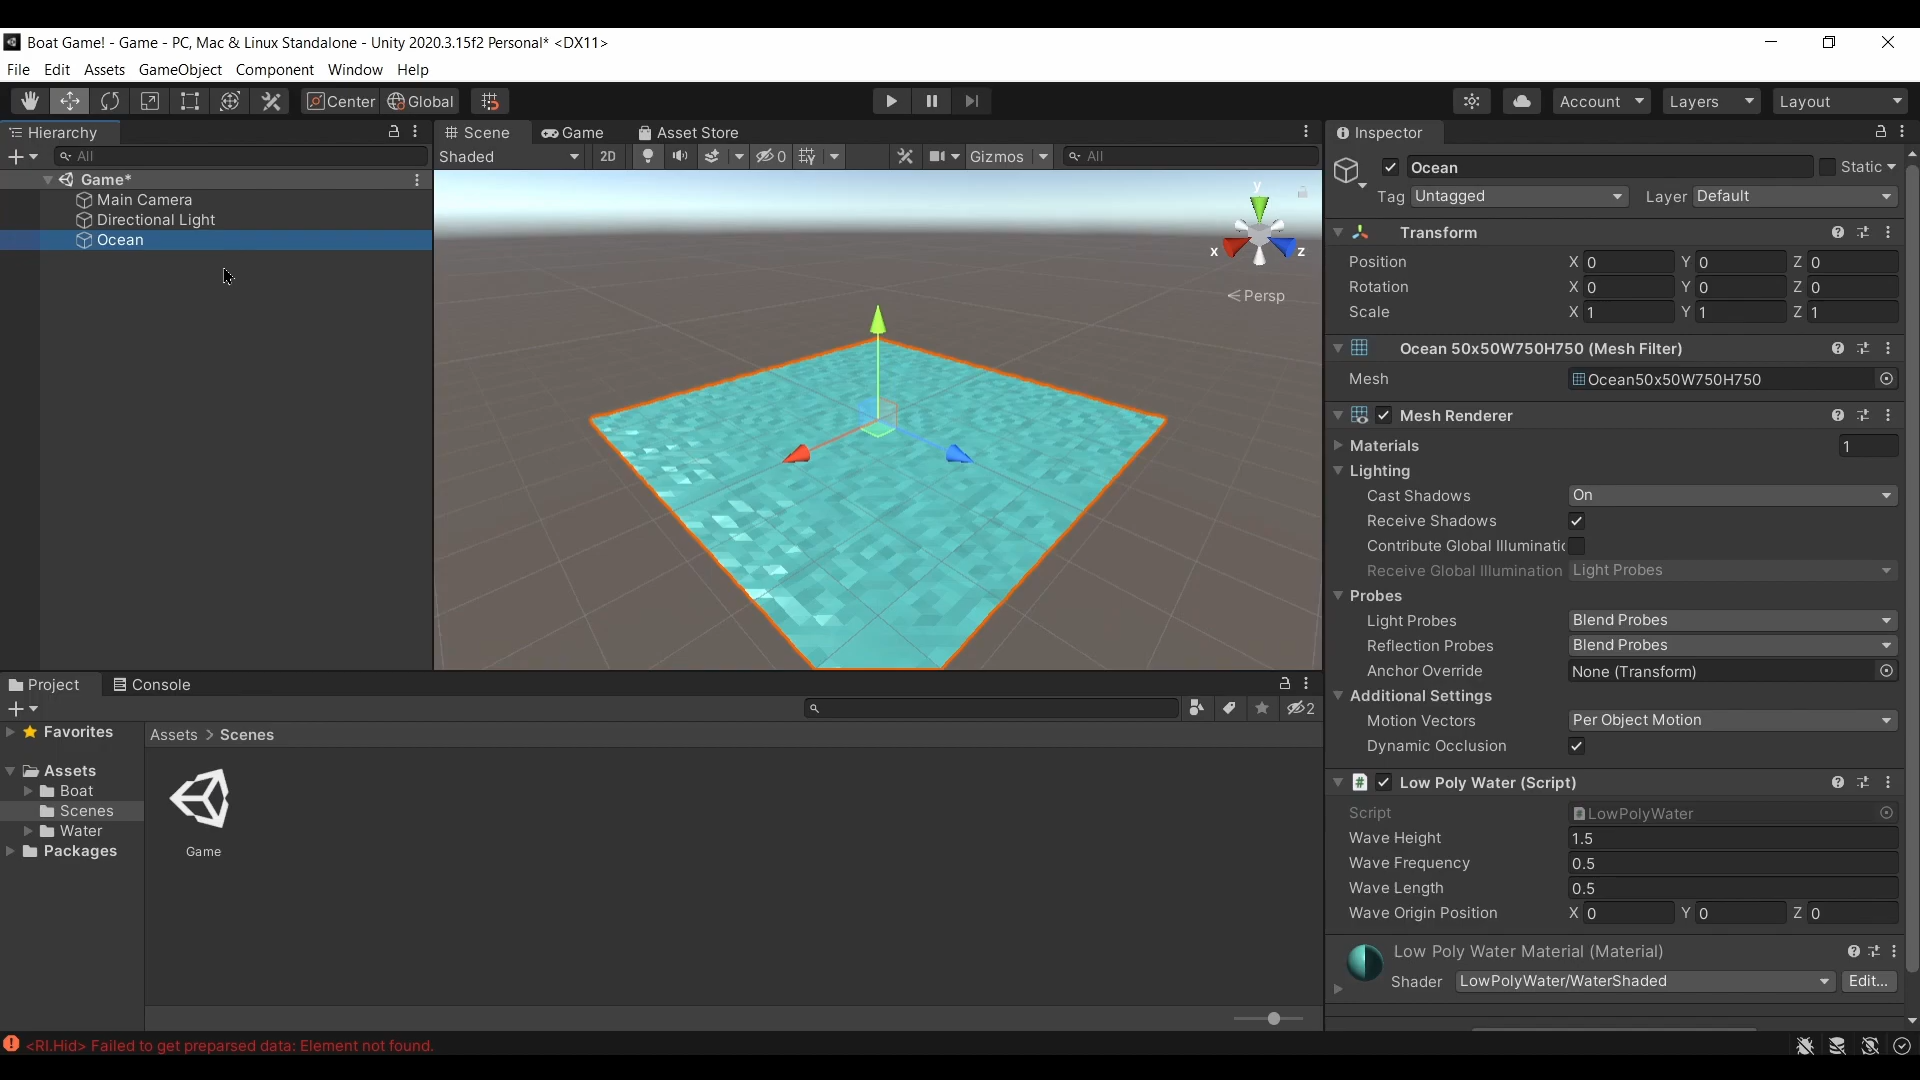 Boat Game! - Game - PC, Mac & Linux Standalone - Unity 2020.3.15f2 Personal* <DX11>
File Edit Assets GameObject Component Window Help
Center Global Account Layers Layout
Hierarchy
All
Game*
Main Camera
Directional Light
Ocean
Scene Game Asset Store
Shaded 2D 0 Gizmos All
y
x z
Persp
Inspector
Ocean Static
Tag Untagged Layer Default
Transform
Position X 0 Y 0 Z 0
Rotation X 0 Y 0 Z 0
Scale X 1 Y 1 Z 1
Ocean 50x50W750H750 (Mesh Filter)
Mesh Ocean50x50W750H750
Mesh Renderer
Materials 1
Lighting
Cast Shadows On
Receive Shadows
Contribute Global Illuminatic
Receive Global Illumination Light Probes
Probes
Light Probes Blend Probes
Reflection Probes Blend Probes
Anchor Override None (Transform)
Additional Settings
Motion Vectors Per Object Motion
Dynamic Occlusion
# Low Poly Water (Script)
Script LowPolyWater
Wave Height 1.5
Wave Frequency 0.5
Wave Length 0.5
Wave Origin Position X 0 Y 0 Z 0
Low Poly Water Material (Material)
Shader LowPolyWater/WaterShaded Edit...
Project Console
2
Favorites
Assets
Boat
Scenes
Water
Packages
Assets > Scenes
Game
<RI.Hid> Failed to get preparsed data: Element not found.